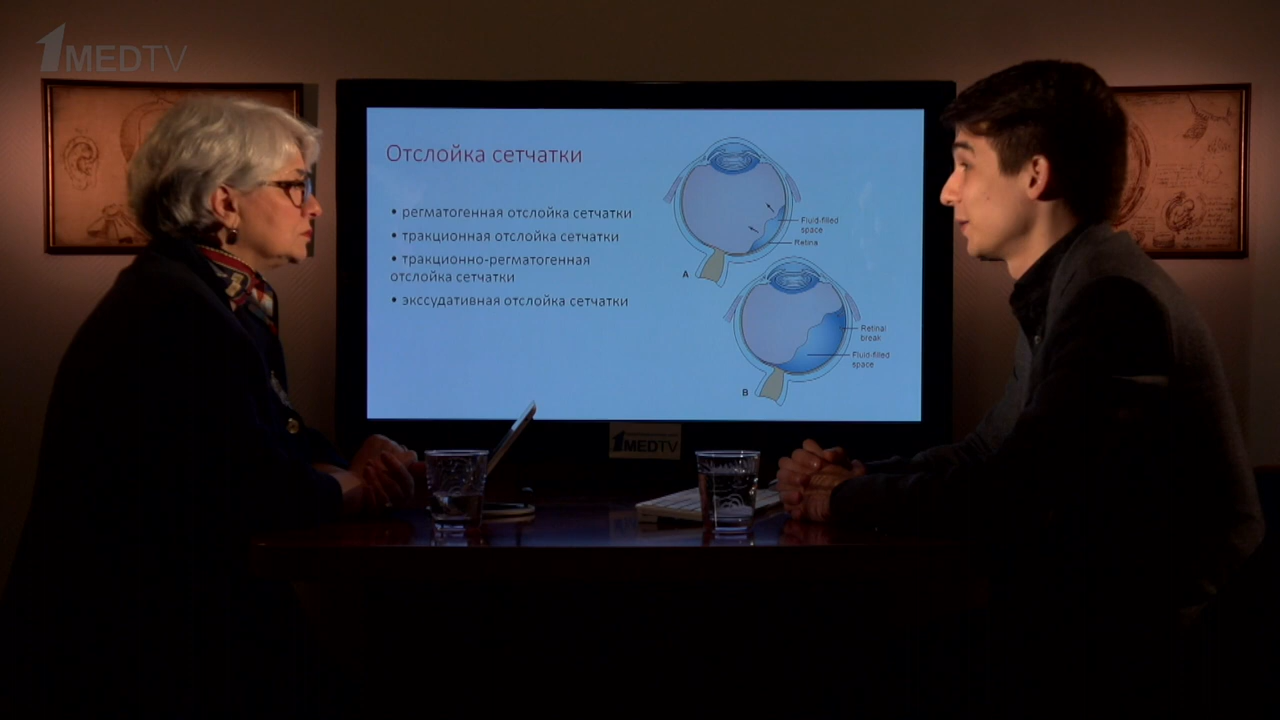 1MEDTV
Отслойка сетчатки
• регматогенная отслойка сетчатки
• тракционная отслойка сетчатки
• тракционно-регматогенная
отслойка сетчатки
• экссудативная отслойка сетчатки
Fluid-filled
space
Retina
A
Retinal
break
Fluid-filled
space
B
1MEDTV